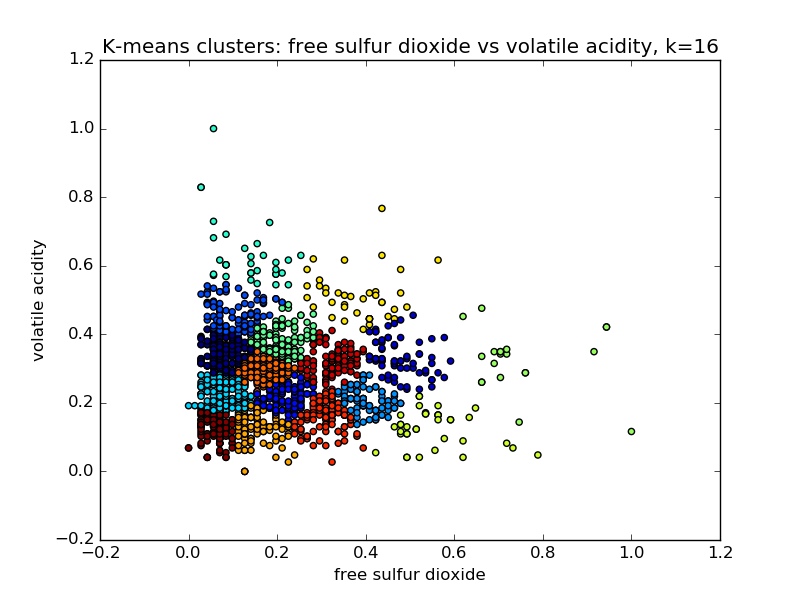 K-means clusters: free sulfur dioxide vs volatile acidity, k=16
1.2
1.0
0.8
0.6
0.4
0.2
0.0
−0.2
volatile acidity
−0.2 0.0 0.2 0.4 0.6 0.8 1.0 1.2
free sulfur dioxide